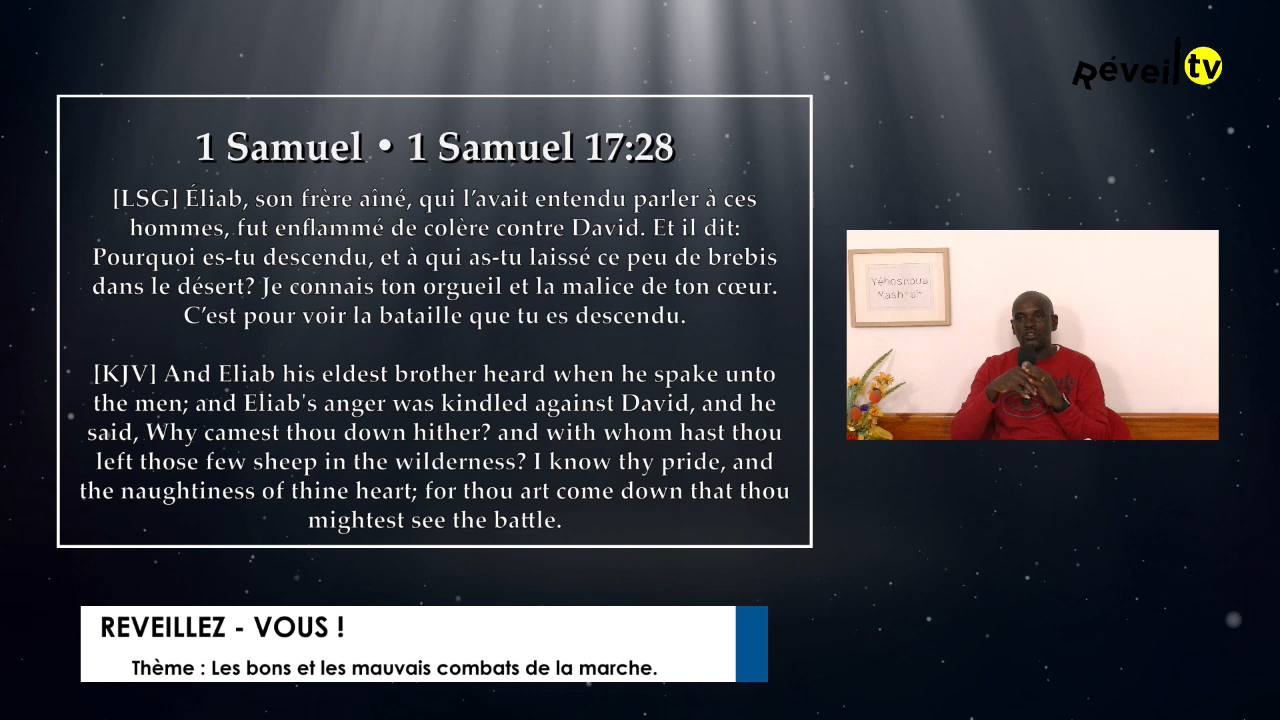 Réveil tv
1 Samuel • 1 Samuel 17:28
[LSG] Éliab, son frère aîné, qui l’avait entendu parler à ces
hommes, fut enflammé de colère contre David. Et il dit:
Pourquoi es-tu descendu, et à qui as-tu laissé ce peu de brebis
dans le désert? Je connais ton orgueil et la malice de ton cœur.
C’est pour voir la bataille que tu es descendu.
[KJV] And Eliab his eldest brother heard when he spake unto
the men; and Eliab's anger was kindled against David, and he
said, Why camest thou down hither? and with whom hast thou
left those few sheep in the wilderness? I know thy pride, and
the naughtiness of thine heart; for thou art come down that thou
mightest see the battle.
Yéhoshoua
REVEILLEZ - VOUS !
Thème : Les bons et les mauvais combats de la marche.